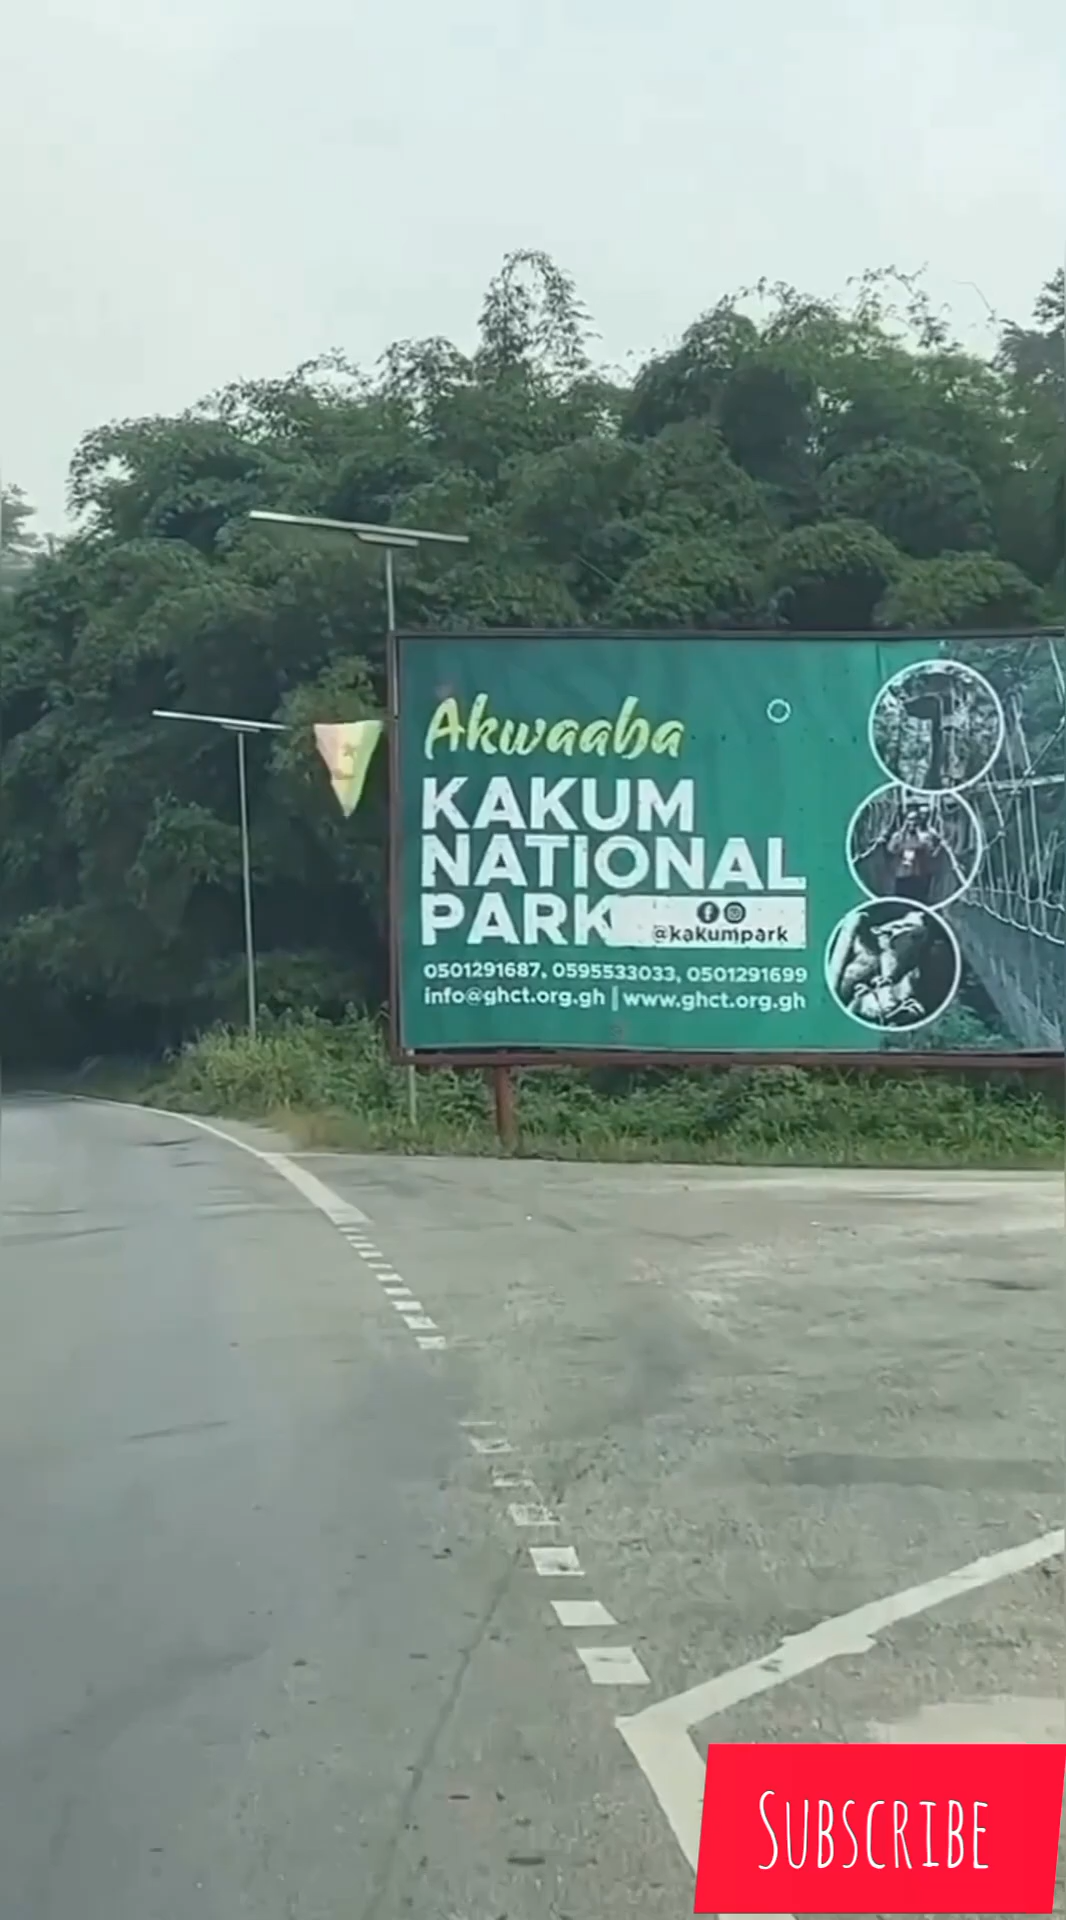 Akwaaba
KAKUM
NATIONAL
PARK
@kakumpark
0501291687, 0595533033, 0501291699
info@ghct.org.gh | www.ghct.org.gh
SUBSCRIBE